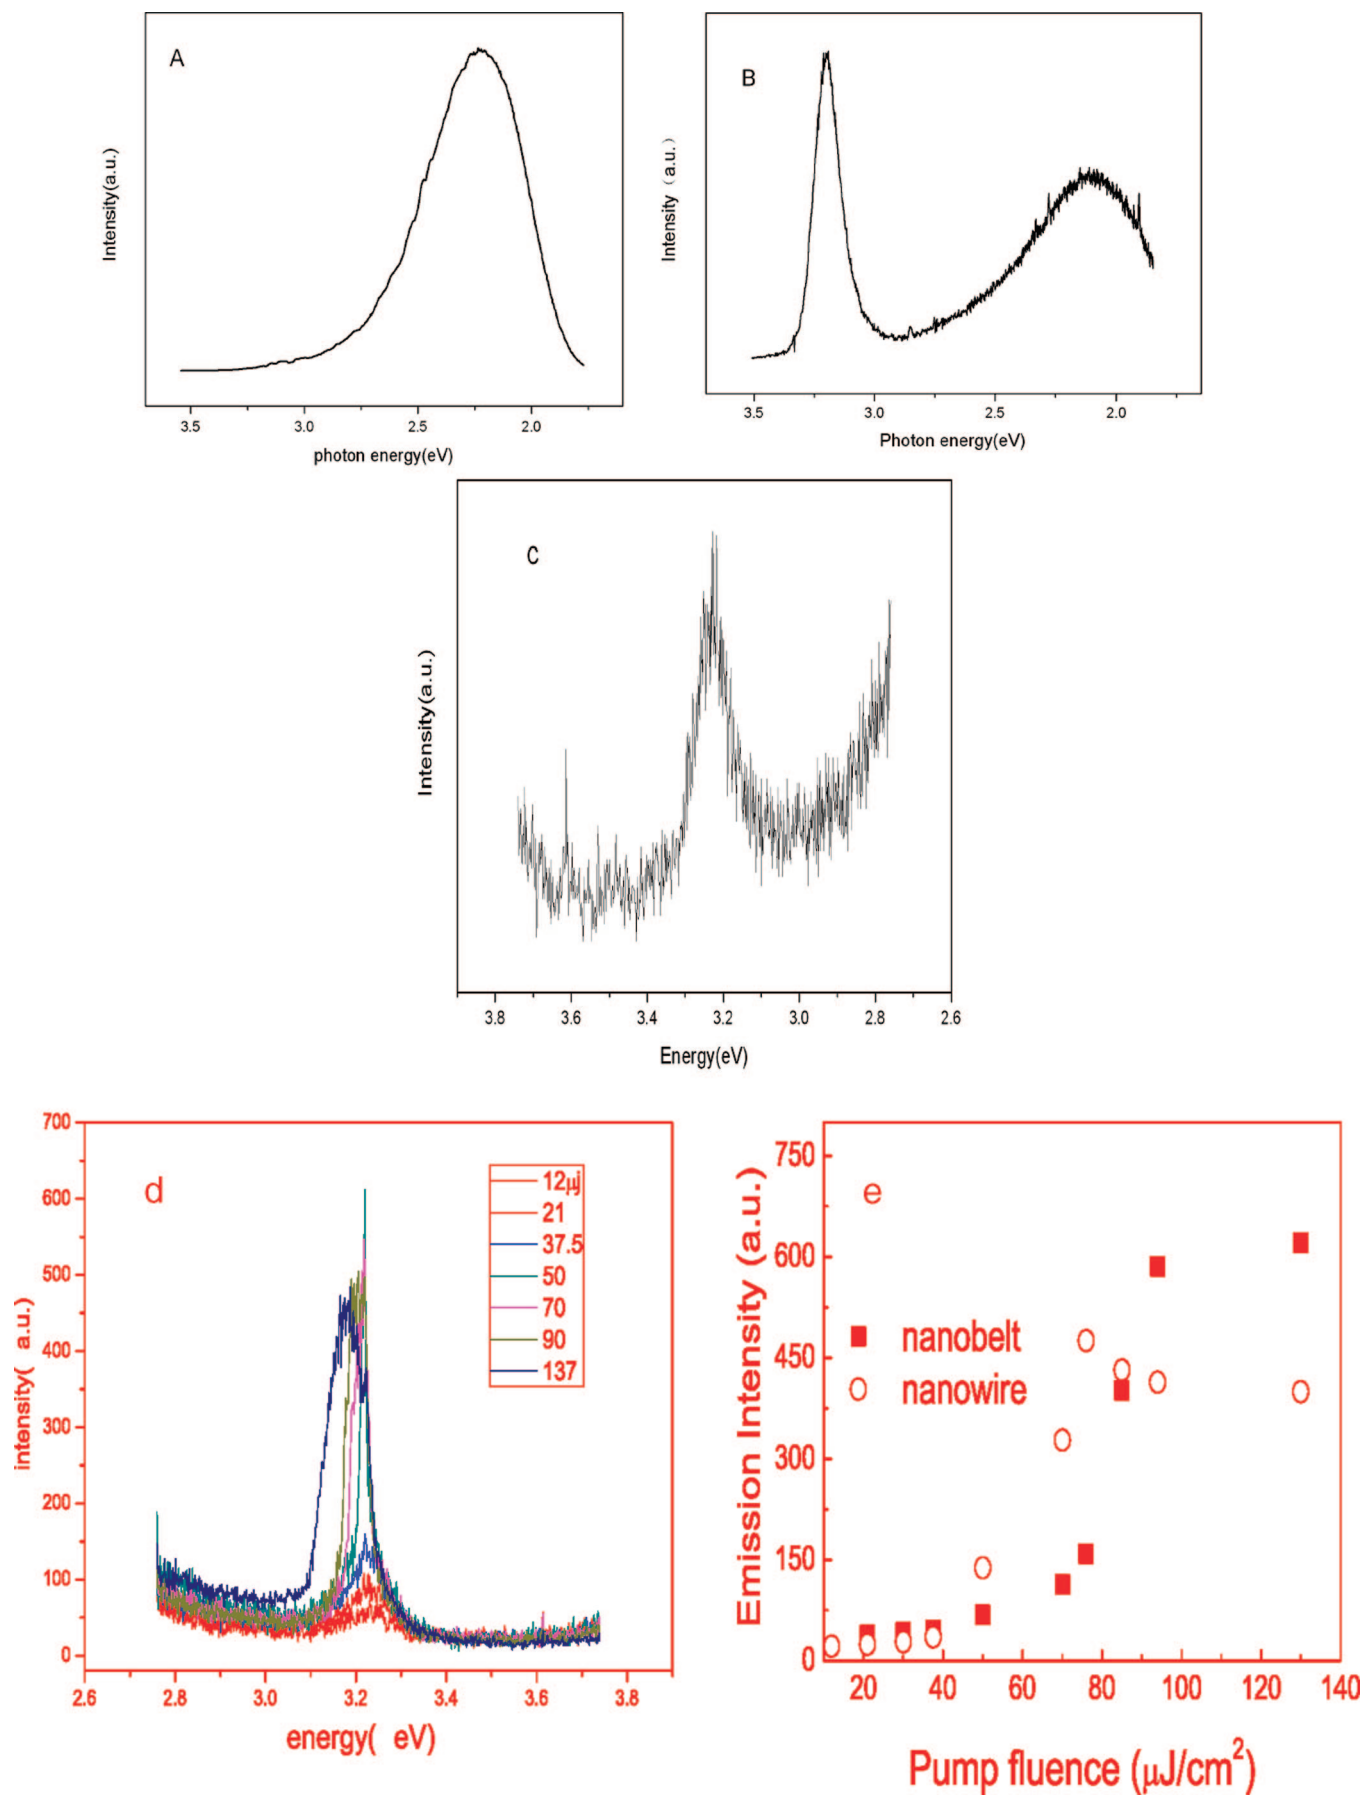 A
Intensity(a.u.)
3.5 3.0 2.5 2.0
photon energy(eV)
B
Intensity（a.u.）
3.5 3.0 2.5 2.0
Photon energy(eV)
C
Intensity(a.u.)
3.8 3.6 3.4 3.2 3.0 2.8 2.6
Energy(eV)
d
intensity( a.u.)
700
600
500
400
300
200
100
0
12μj
21
37.5
50
70
90
137
2.6 2.8 3.0 3.2 3.4 3.6 3.8
energy( eV)
e
Emission Intensity (a.u.)
750
600
450
300
150
0
nanobelt
nanowire
20 40 60 80 100 120 140
Pump fluence (μJ/cm²)